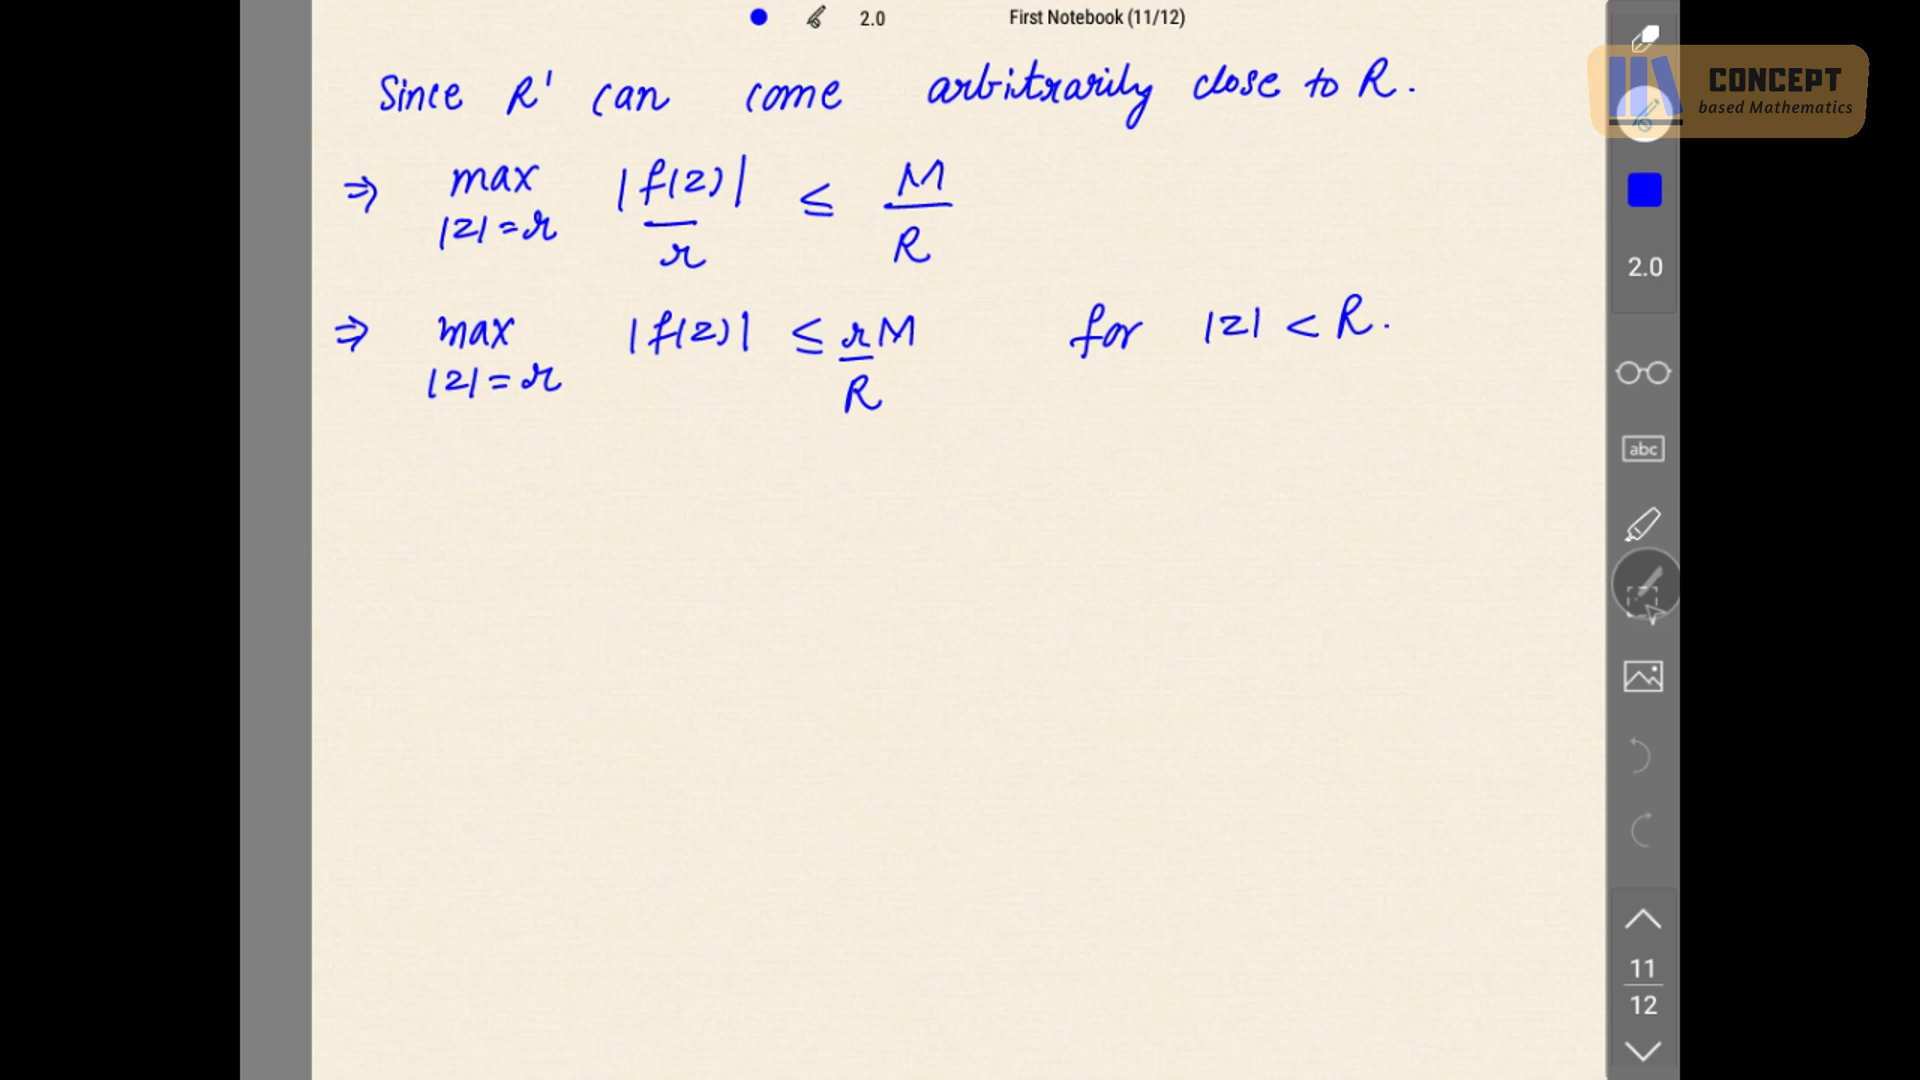 2.0 First Notebook (11/12)
CONCEPT
based Mathematics
Since R' can come arbitrarily close to R.
⇒ max |f(z)| ≤ M
|z|=r r R
⇒ max |f(z)| ≤ rM for |z| < R.
|z|=r R
2.0
abc
11
12